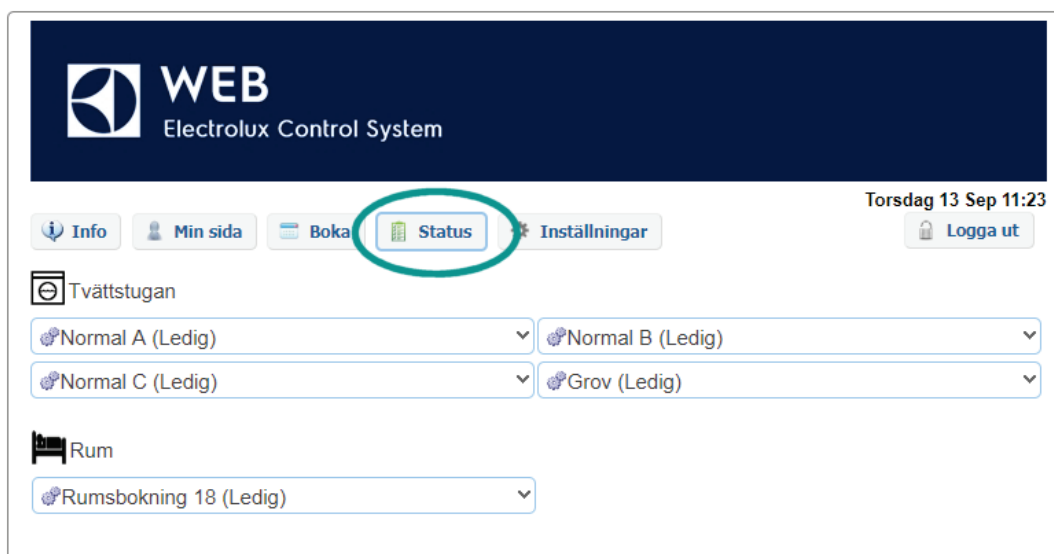 WEB
Electrolux Control System
Torsdag 13 Sep 11:23
Info Min sida Boka Status Inställningar Logga ut
Tvättstugan
Normal A (Ledig) Normal B (Ledig)
Normal C (Ledig) Grov (Ledig)
Rum
Rumsbokning 18 (Ledig)